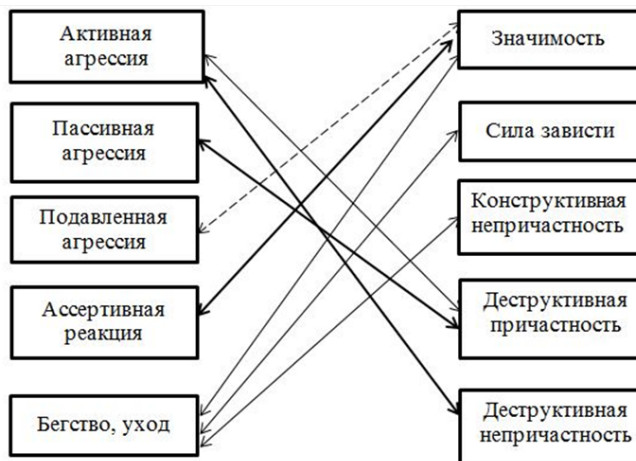 Активная
агрессия
Пассивная
агрессия
Подавленная
агрессия
Ассертивная
реакция
Бегство, уход
Значимость
Сила зависти
Конструктивная
непричастность
Деструктивная
причастность
Деструктивная
непричастность